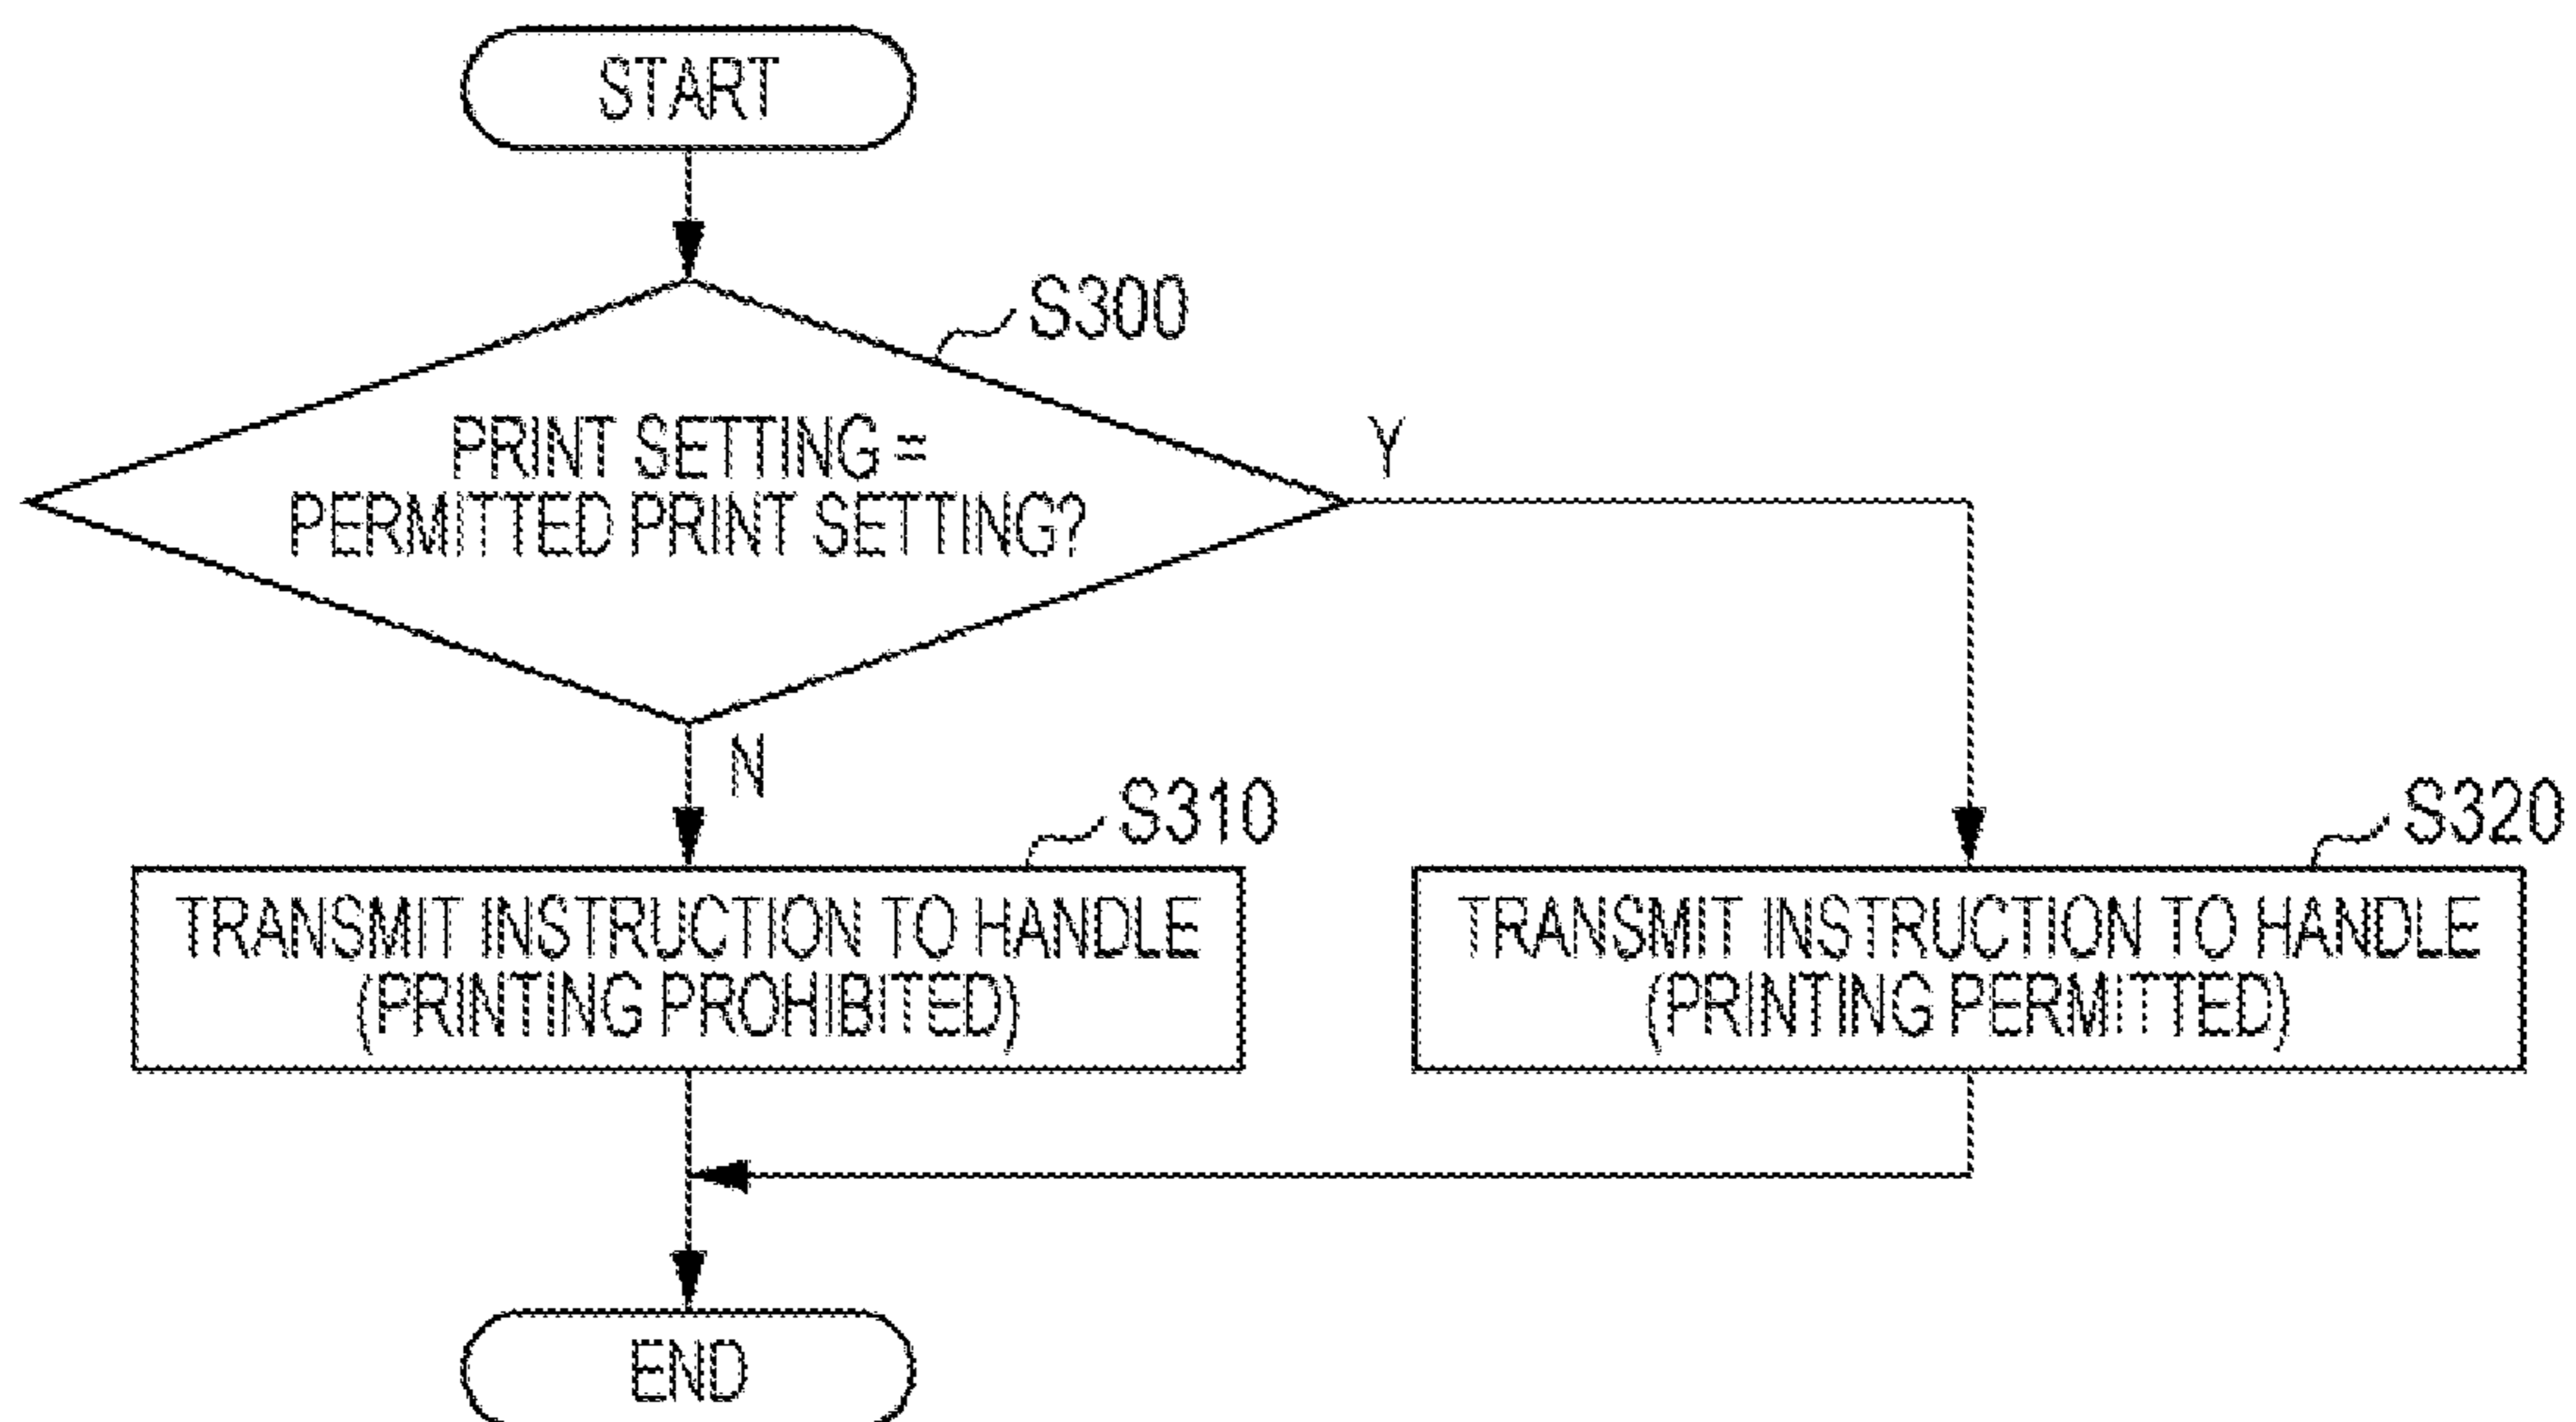 START
S300
PRINT SETTING =
PERMITTED PRINT SETTING?
Y
N
S310
TRANSMIT INSTRUCTION TO HANDLE
(PRINTING PROHIBITED)
S320
TRANSMIT INSTRUCTION TO HANDLE
(PRINTING PERMITTED)
END